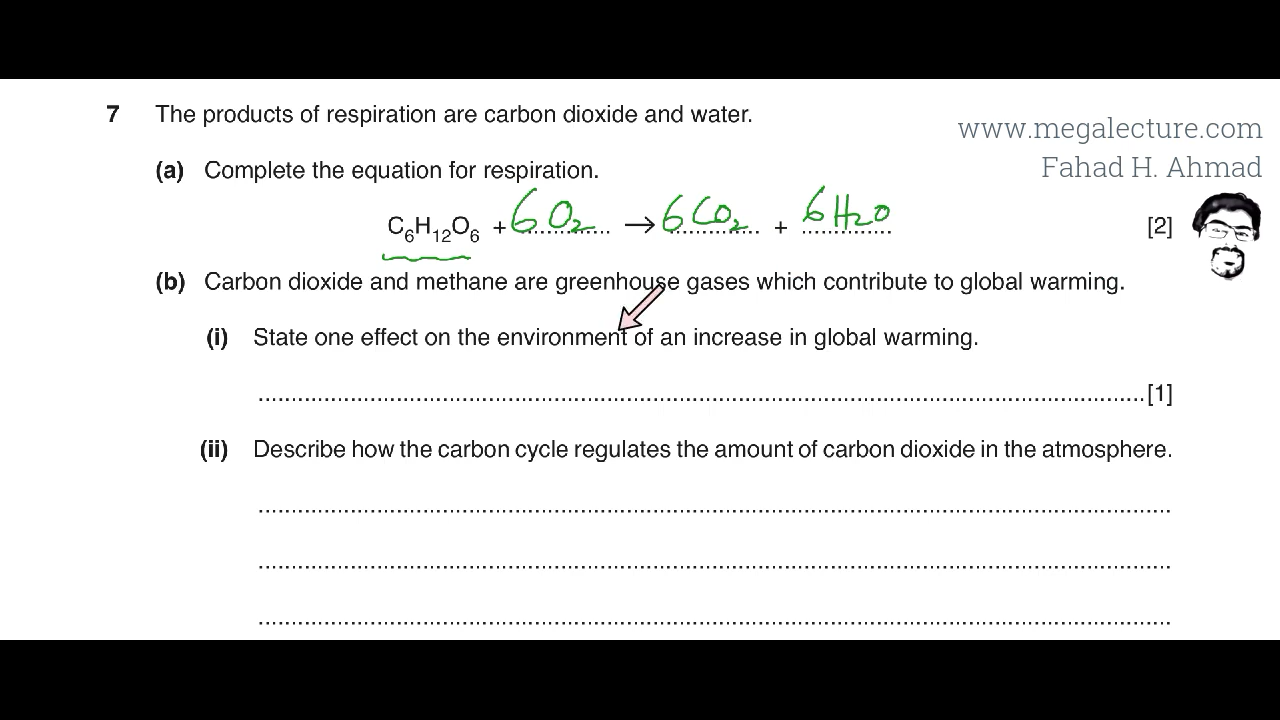 7 The products of respiration are carbon dioxide and water.
www.megalecture.com
Fahad H. Ahmad
(a) Complete the equation for respiration.
C₆H₁₂O₆ + 6O₂ → 6CO₂ + 6H₂O [2]
(b) Carbon dioxide and methane are greenhouse gases which contribute to global warming.
(i) State one effect on the environment of an increase in global warming.
[1]
(ii) Describe how the carbon cycle regulates the amount of carbon dioxide in the atmosphere.